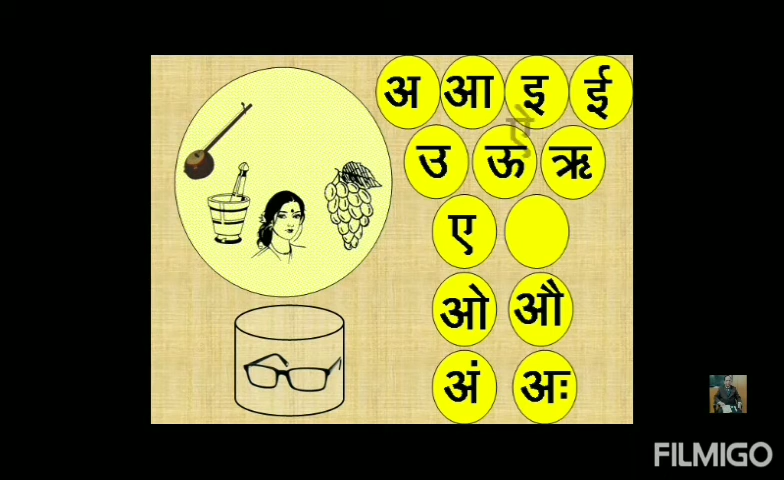 अ आ इ ई
ऐ
उ ऊ ऋ
ए
ओ औ
अं अः
FILMIGO